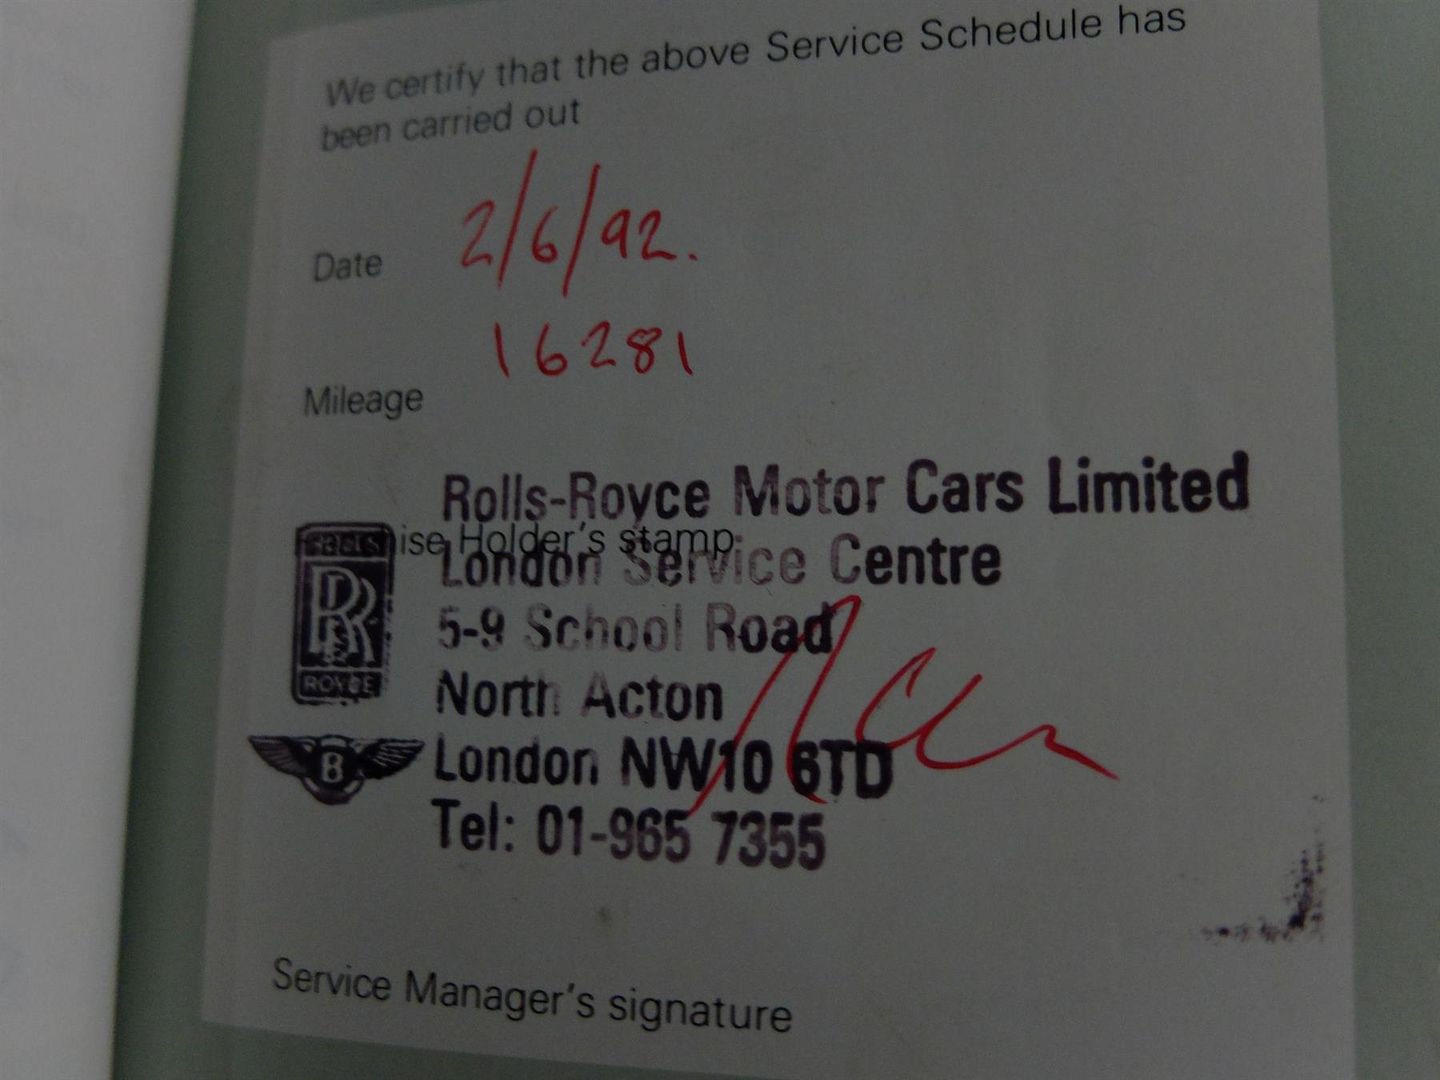 We certify that the above Service Schedule has
been carried out
Date 2/6/92.
16281
Mileage
Rolls-Royce Motor Cars Limited
ise Holder's stamp
London Service Centre
5-9 School Road
RR
ROYCE
North Acton
B
London NW10 6TD
Tel: 01-965 7355
Service Manager's signature